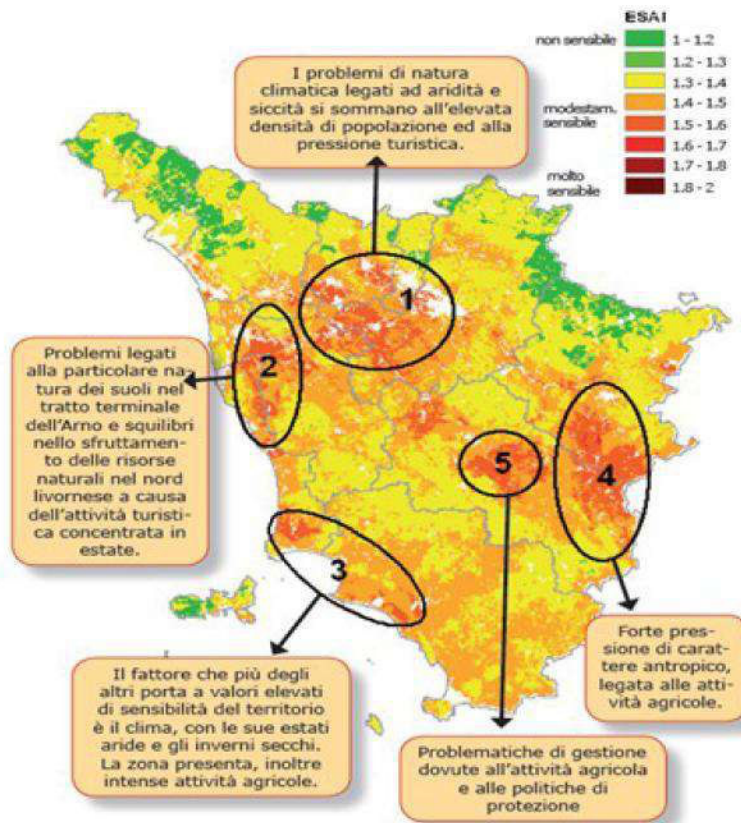 ESAI
non sensibile
1 - 1.2
1.2 - 1.3
1.3 - 1.4
modestam.
sensibile
1.4 - 1.5
1.5 - 1.6
1.6 - 1.7
molto
sensibile
1.7 - 1.8
1.8 - 2
I problemi di natura
climatica legati ad aridità e
siccità si sommano all'elevata
densità di popolazione ed alla
pressione turistica.
1
2
3
4
5
Problemi legati
alla particolare na-
tura dei suoli nel
tratto terminale
dell'Arno e squilibri
nello sfruttamen-
to delle risorse
naturali nel nord
livornese a causa
dell'attività turisti-
ca concentrata in
estate.
Il fattore che più degli
altri porta a valori elevati
di sensibilità del territorio
è il clima, con le sue estati
aride e gli inverni secchi.
La zona presenta, inoltre
intense attività agricole.
Forte pres-
sione di carat-
tere antropico,
legata alle atti-
vità agricole.
Problematiche di gestione
dovute all'attività agricola
e alle politiche di
protezione